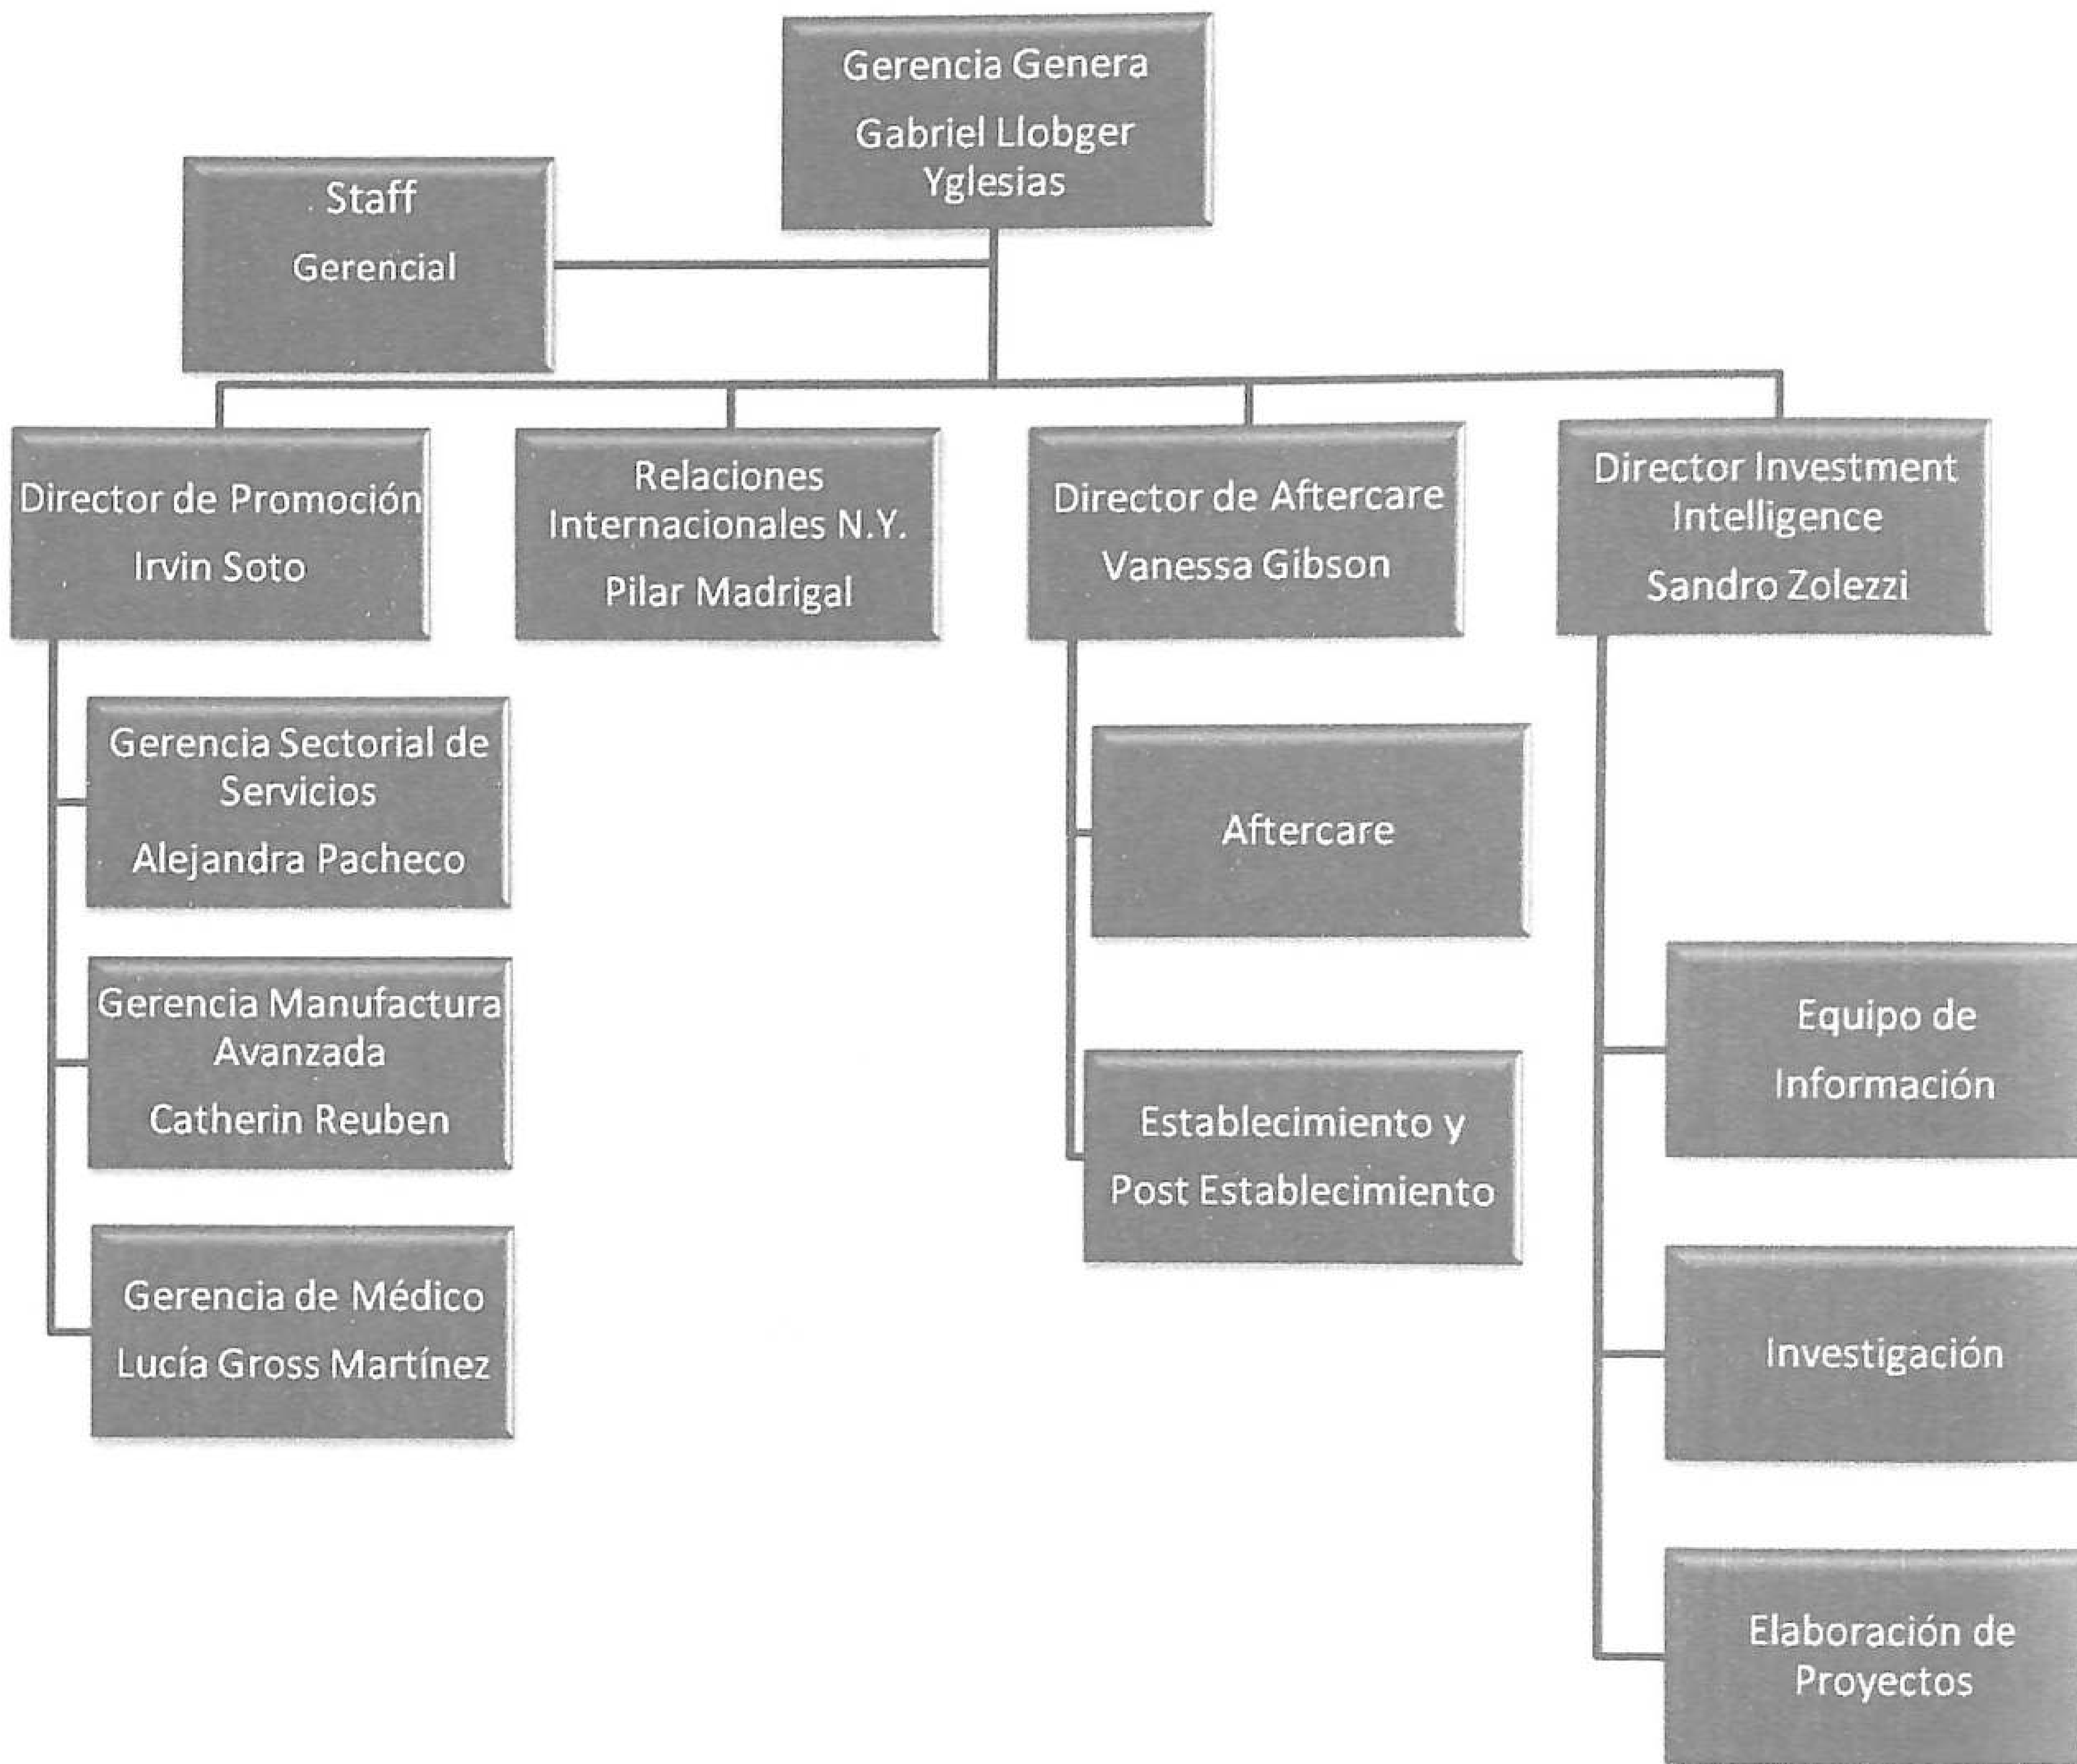 Gerencia Genera
Gabriel Llobger
Yglesias
Staff
Gerencial
Director de Promoción
Irvin Soto
Relaciones
Internacionales N.Y.
Pilar Madrigal
Director de Aftercare
Vanessa Gibson
Director Investment
Intelligence
Sandro Zolezzi
Gerencia Sectorial de
Servicios
Alejandra Pacheco
Gerencia Manufactura
Avanzada
Catherin Reuben
Gerencia de Médico
Lucía Gross Martínez
Aftercare
Establecimiento y
Post Establecimiento
Equipo de
Información
Investigación
Elaboración de
Proyectos